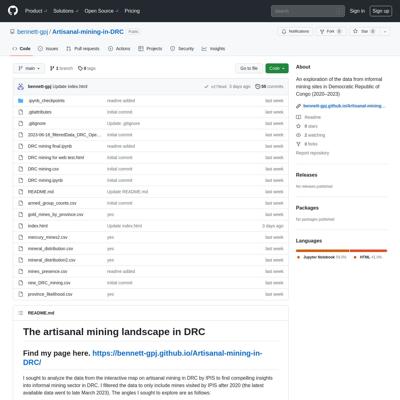 Product Solutions Open Source Pricing Search Sign in Sign up
bennett-gpj / Artisanal-mining-in-DRC Public Notifications Fork 0 Star 0
Code Issues Pull requests Actions Projects Security Insights
main 1 branch 0 tags Go to file Code
bennett-gpj Update index.html 3 days ago 55 commits
.ipynb_checkpoints readme added last week
.gitattributes Initial commit last week
.gitignore Update .gitignore last week
initial commit last week
DRC mining final.ipynb readme added last week
DRC mining for web test.html readme added last week
DRC mining.csv initial commit last week
DRC mining.ipynb initial commit last week
README.md Update README.md last week
armed_group_counts.csv initial commit last week
gold_mines_by_province.csv yes last week
index.html Update index.html 3 days ago
mercury_mines2.csv yes last week
mineral_distribution.csv yes last week
mineral_distribution2.csv yes last week
mines_presence.csv readme added last week
new_DRC_mining.csv initial commit last week
province_likelihood.csv yes last week
README.md
The artisanal mining landscape in DRC
Find my page here. https://bennett-gpj.github.io/Artisanal-mining-in-
DRC/
I sought to analyze the data from the interactive map on artisanal mining in DRC by IPIS to find compelling insights
into informal mining sector in DRC. I filtered the data to only include mines visited by IPIS after 2020 (the latest
available data went to late March 2023). The angles I sought to explore are as follows:
About
An exploration of the data from informal
mining sites in Democratic Republic of
Congo (2020–2023)
bennett-gpj.github.io/Artisanal-mining…
Readme
0 stars
2 watching
0 forks
Report repository
Releases
No releases published
Packages
No packages published
Languages
Jupyter Notebook HTML